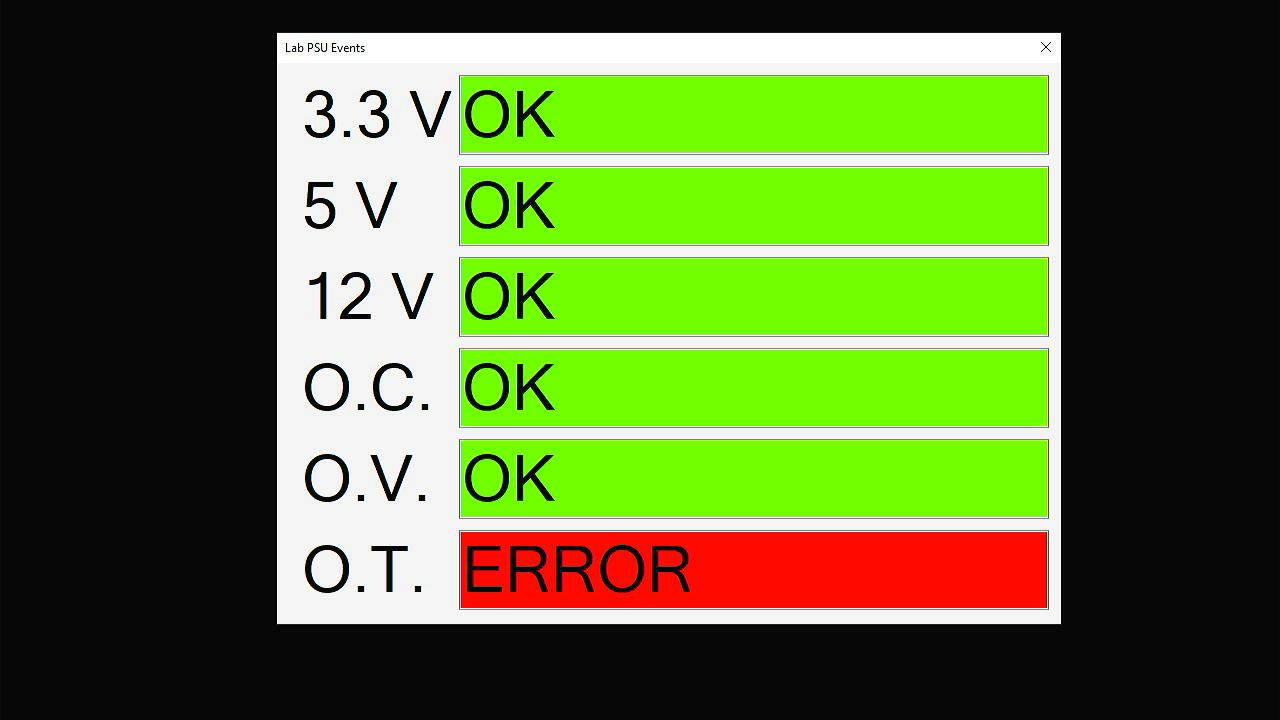 Lab PSU Events
3.3 V OK
5 V OK
12 V OK
O.C. OK
O.V. OK
O.T. ERROR